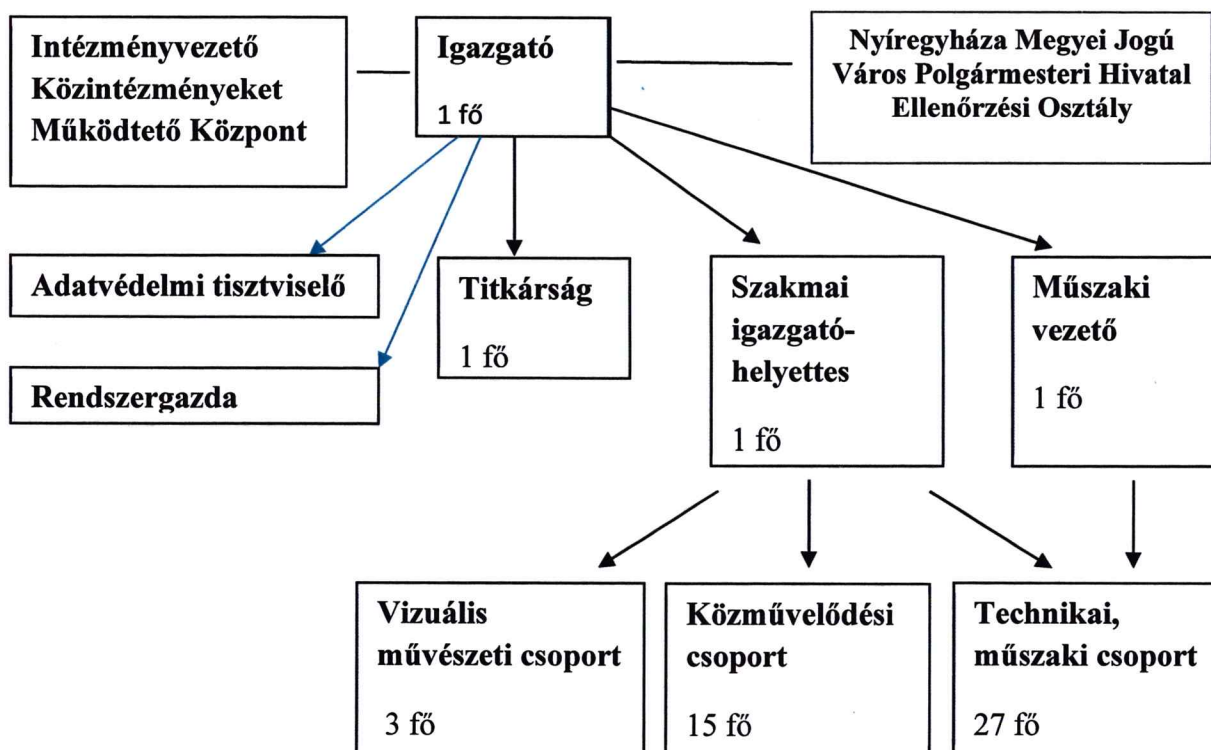 Intézményvezető
Közintézményeket
Működtető Központ
Igazgató
1 fő
Nyíregyháza Megyei Jogú
Város Polgármesteri Hivatal
Ellenőrzési Osztály
Adatvédelmi tisztviselő
Rendszergazda
Titkárság
1 fő
Szakmai
igazgató-
helyettes
1 fő
Műszaki
vezető
1 fő
Vizuális
művészeti csoport
3 fő
Közművelődési
csoport
15 fő
Technikai,
műszaki csoport
27 fő